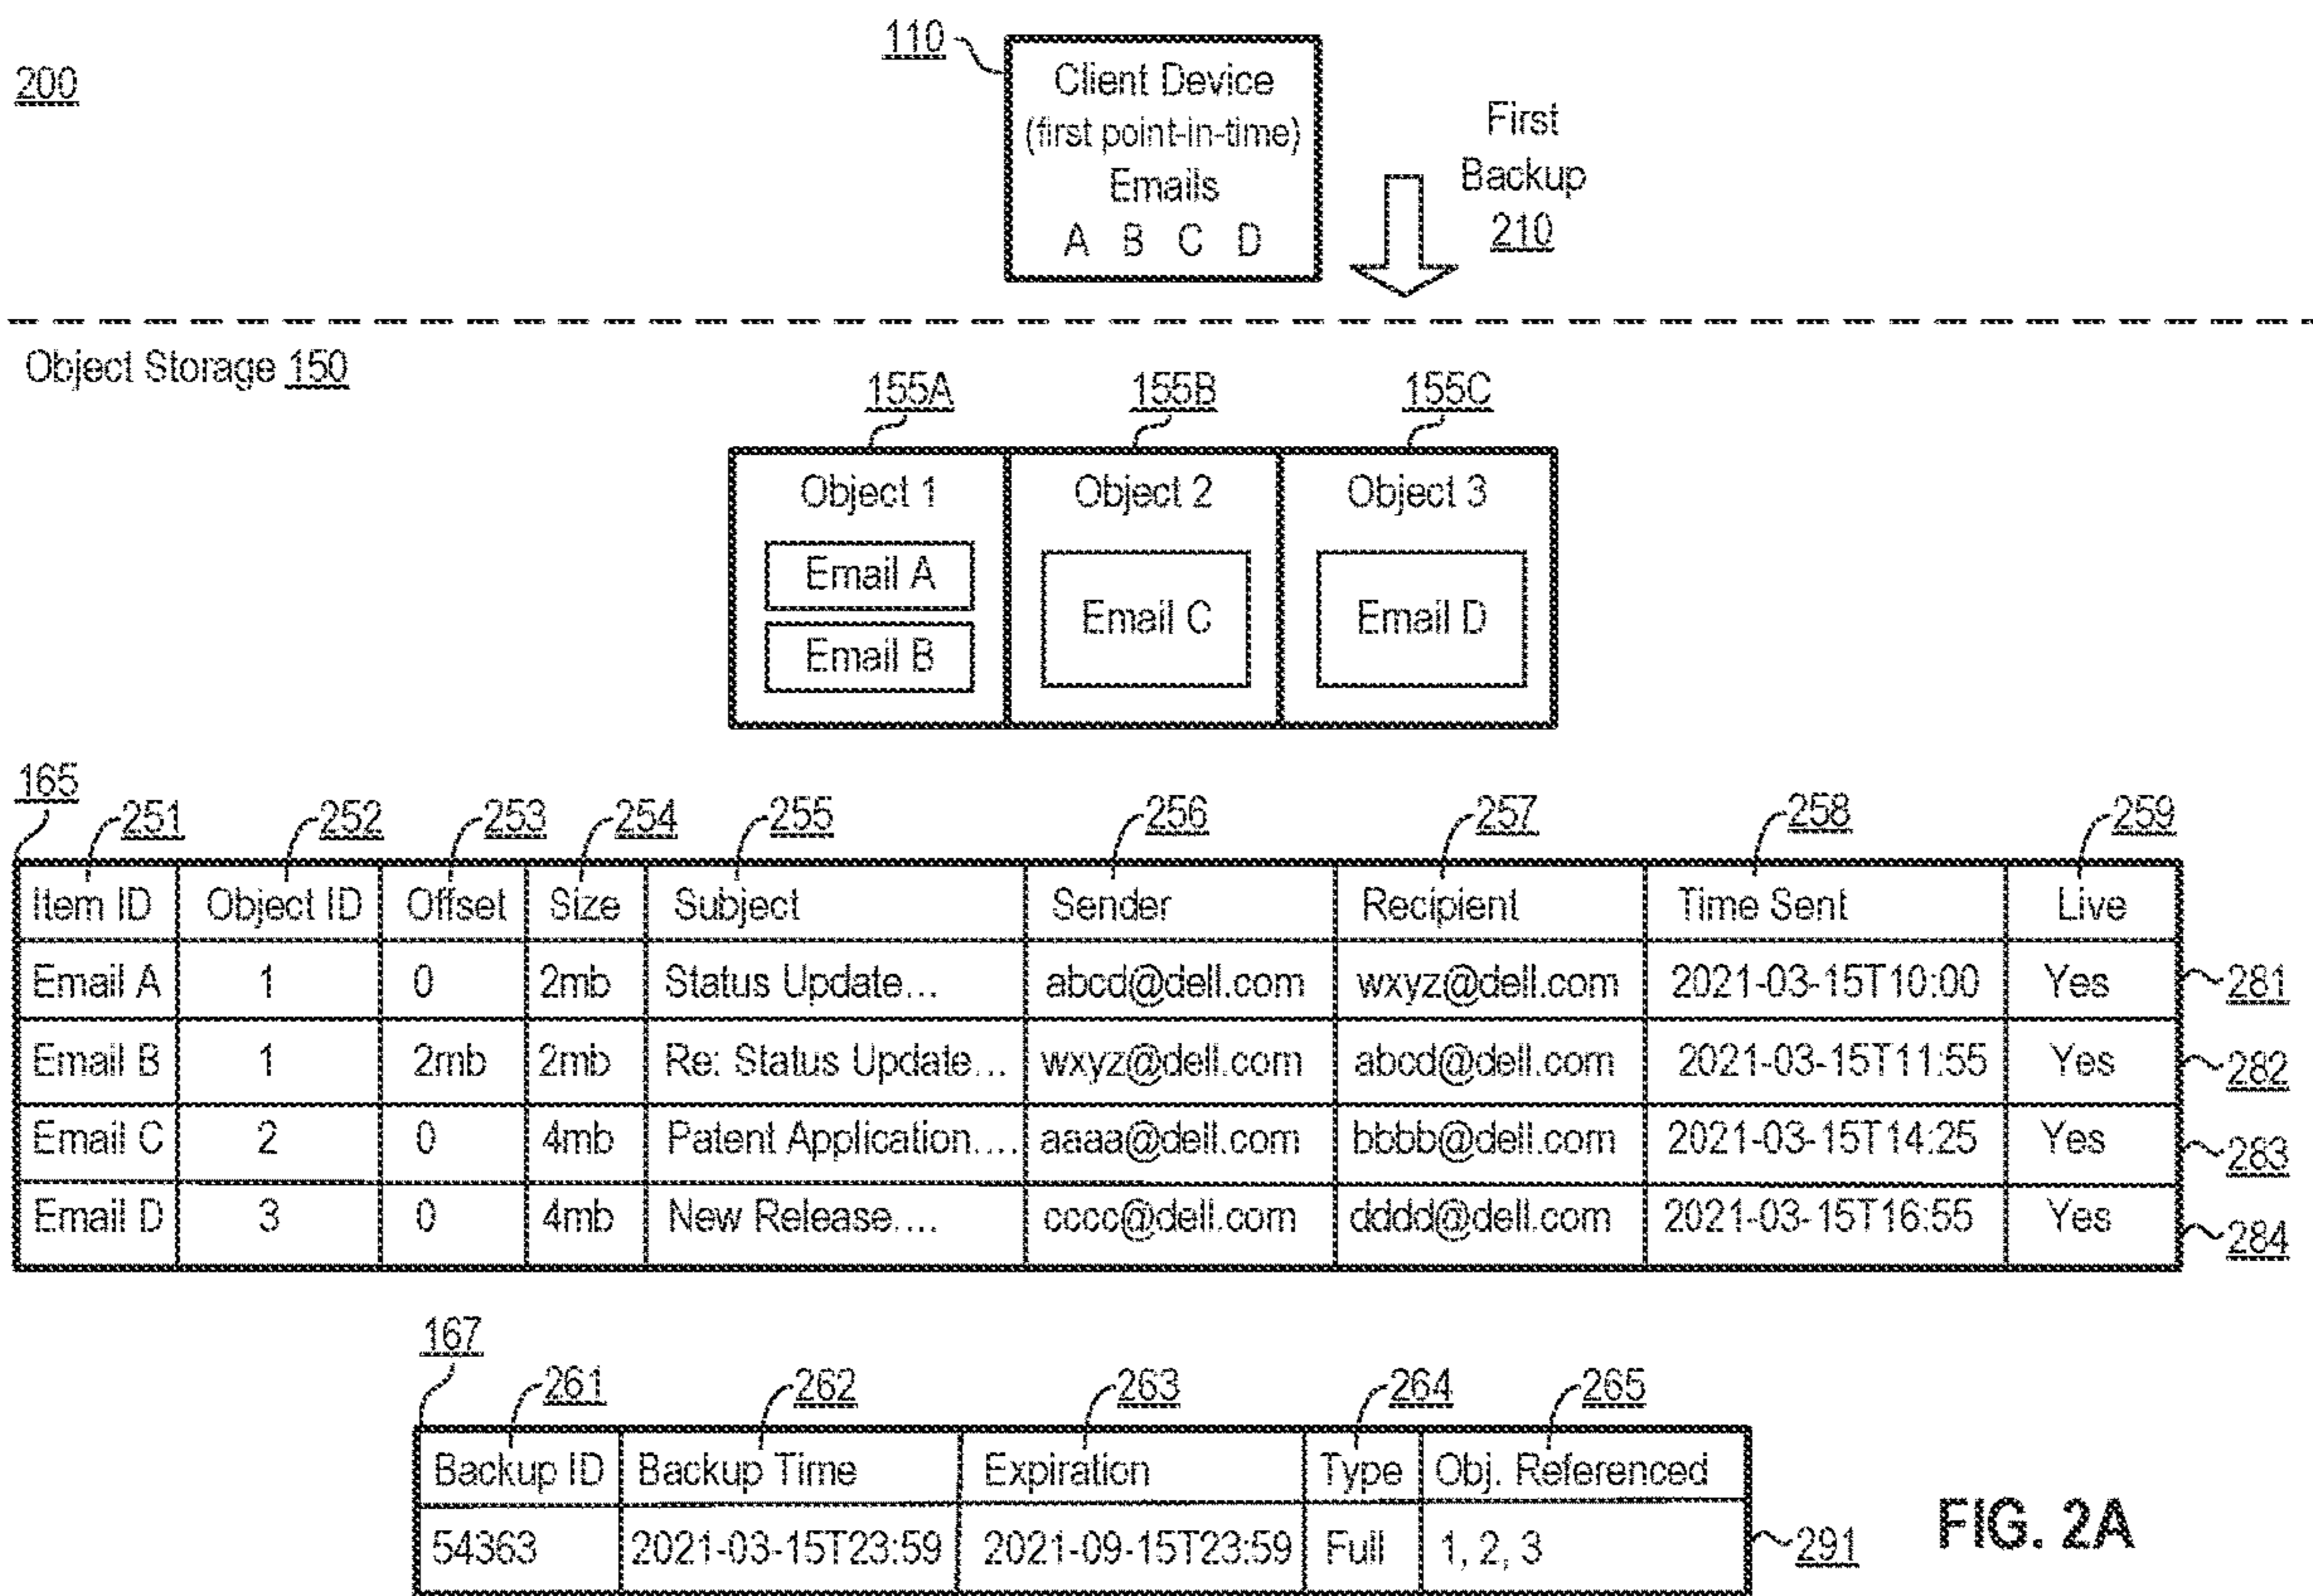 200
110
Client Device
(first point-in-time)
Emails
A B C D
First
Backup
210
Object Storage 150
155A 155B 155C
Object 1 Object 2 Object 3
Email A
Email B
Email C
Email D
165
251 252 253 254 255 256 257 258 259
Item ID Object ID Offset Size Subject Sender Recipient Time Sent Live
Email A 1 0 2mb Status Update... abcd@dell.com wxyz@dell.com 2021-03-15T10:00 Yes 281
Email B 1 2mb 2mb Re: Status Update... wxyz@dell.com abcd@dell.com 2021-03-15T11:55 Yes 282
Email C 2 0 4mb Patent Application.... aaaa@dell.com bbbb@dell.com 2021-03-15T14:25 Yes 283
Email D 3 0 4mb New Release.... cccc@dell.com dddd@dell.com 2021-03-15T16:55 Yes 284
167
261 262 263 264 265
Backup ID Backup Time Expiration Type Obj. Referenced
54363 2021-03-15T23:59 2021-09-15T23:59 Full 1, 2, 3 291
FIG. 2A